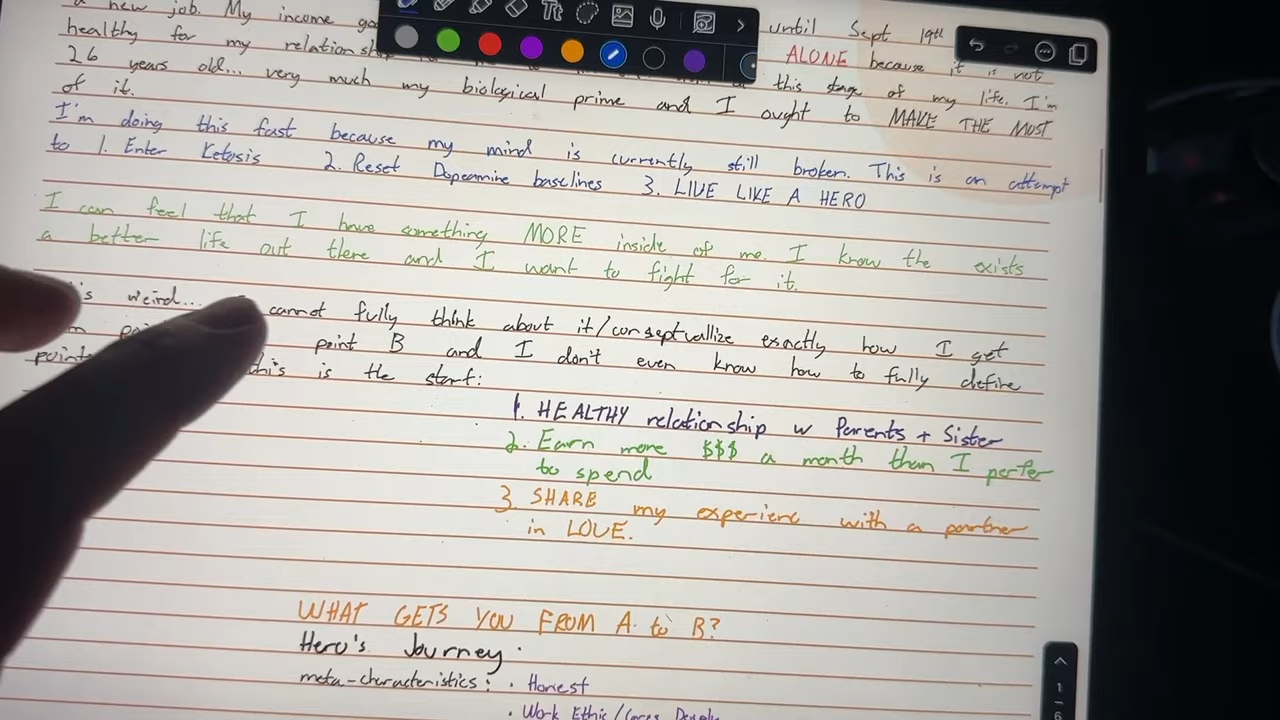 a new job. My income until Sept 19th
healthy for my ALONE because it is not
26 years old... very much my biological prime and I ought to MAKE THE MOST
this stage of my life. I'm
of it.
I'm doing this fast because my mind is currently still broken. This is an attempt
to 1. Enter Ketosis 2. Reset Dopeamine baselines 3. LIVE LIKE A HERO
I can feel that I have something MORE inside of me. I know the exists
a better life out there and I want to fight for it.
weird... cannot fully think about it/conseptuallize exactly how I get
point B and I don't even know how to fully define
this is the start:
1. HEALTHY relationship w Parents + Sister
2. Earn more $$$ a month than I perfer
to spend
3 SHARE my experienc with a partner
in LOVE.
WHAT GETS YOU FROM A to B?
Hero's Journey
meta-characteristics: • Honest
• Work Ethic/Cares Deeply